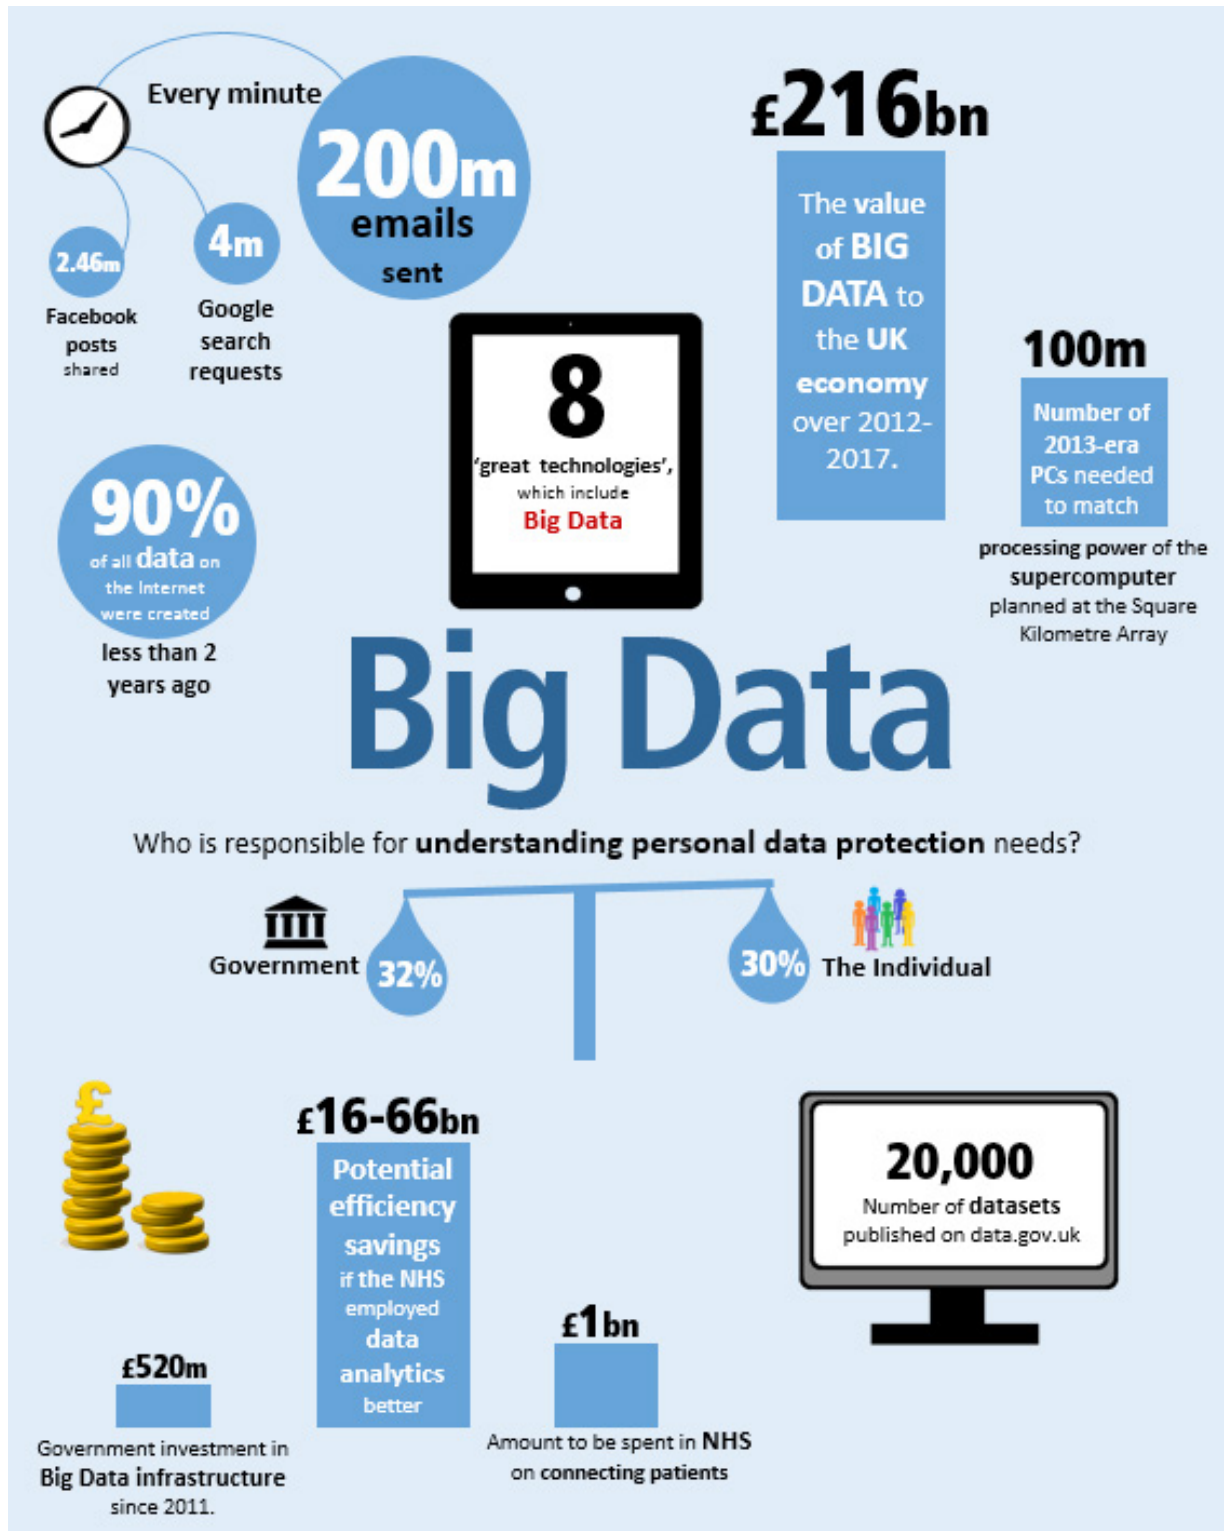 Every minute
200m
emails
sent
4m
Google
search
requests
2.46m
Facebook
posts
shared
£216bn
The value
of BIG
DATA to
the UK
economy
over 2012-
2017.
100m
Number of
2013-era
PCs needed
to match
processing power of the
supercomputer
planned at the Square
Kilometre Array
8
'great technologies',
which include
Big Data
90%
of all data on
the Internet
were created
less than 2
years ago
Big Data
Who is responsible for understanding personal data protection needs?
Government
32%
30%
The Individual
£
£16-66bn
Potential
efficiency
savings
if the NHS
employed
data
analytics
better
20,000
Number of datasets
published on data.gov.uk
£1bn
Amount to be spent in NHS
on connecting patients
£520m
Government investment in
Big Data infrastructure
since 2011.